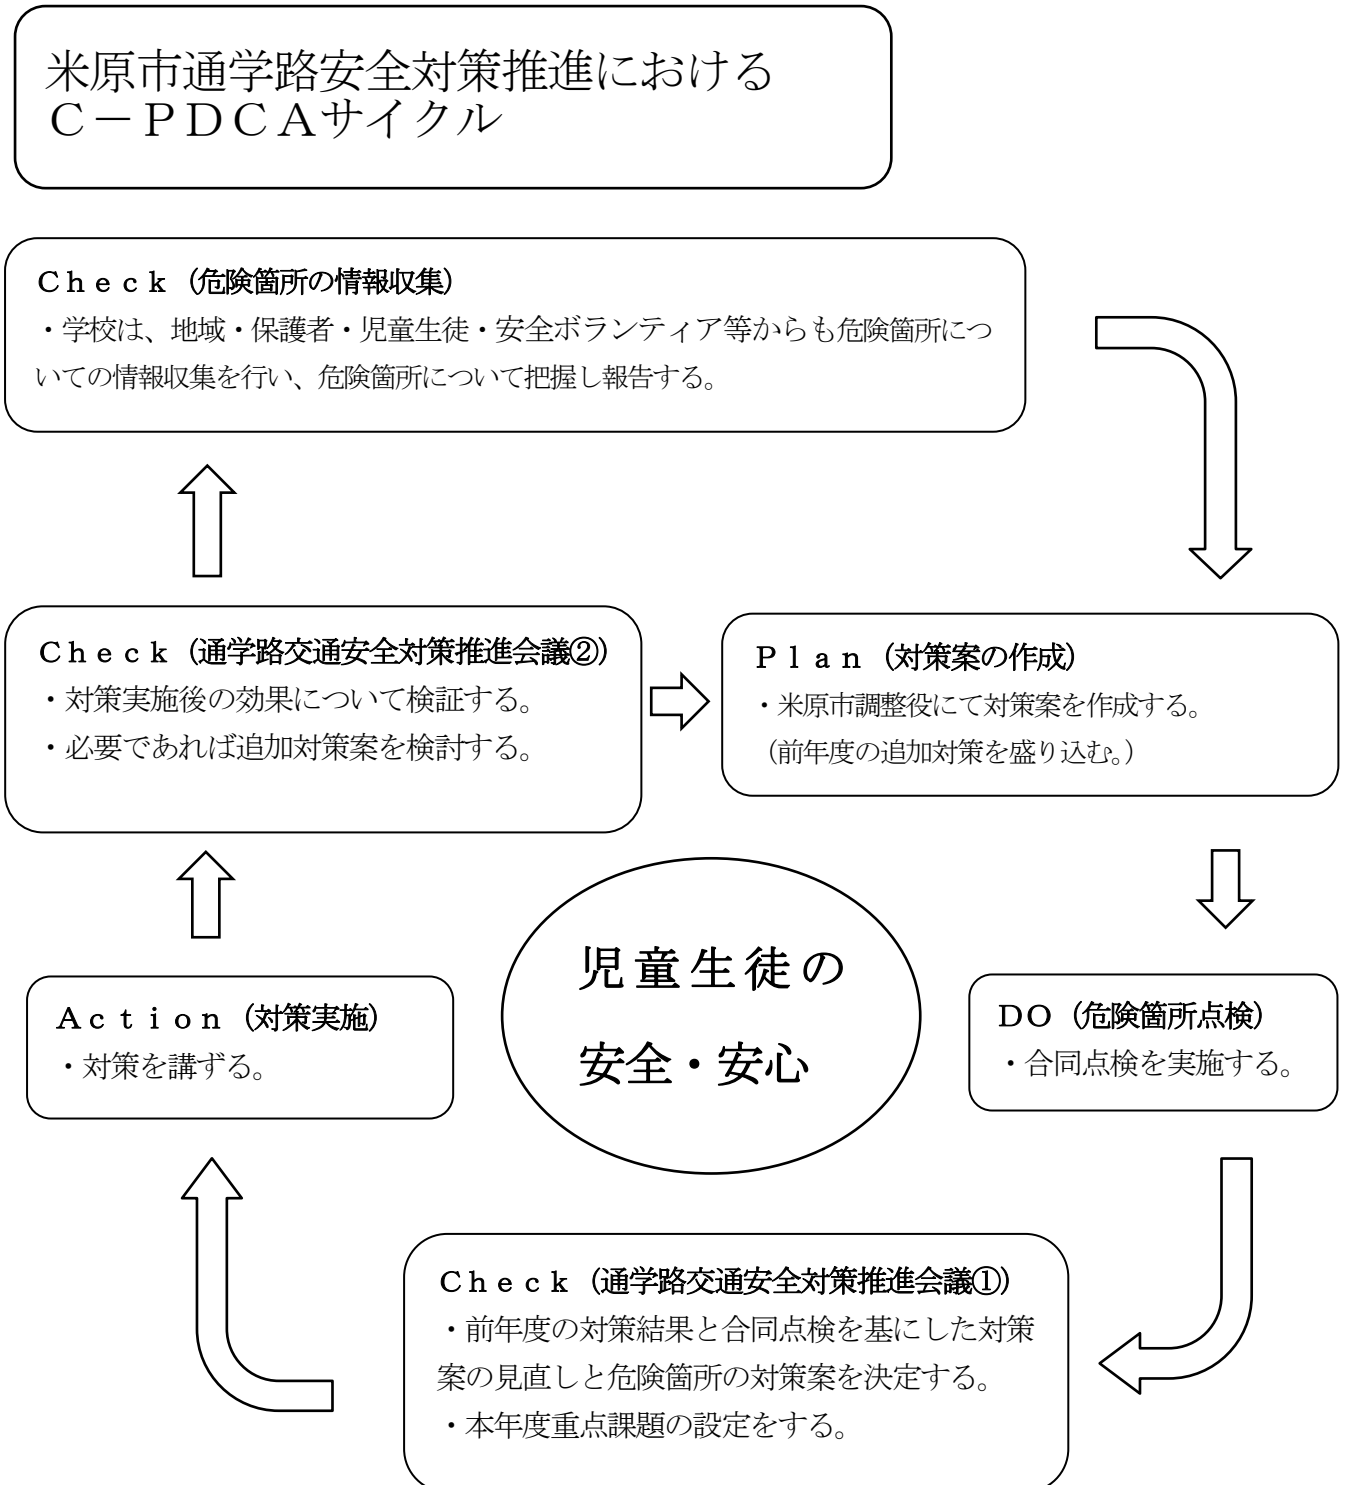 米原市通学路安全対策推進における
Ｃ－ＰＤＣＡサイクル
Ｃｈｅｃｋ（危険箇所の情報収集）
・学校は、地域・保護者・児童生徒・安全ボランティア等からも危険箇所につ
いての情報収集を行い、危険箇所について把握し報告する。
Ｃｈｅｃｋ（通学路交通安全対策推進会議②）
・対策実施後の効果について検証する。
・必要であれば追加対策案を検討する。
Ｐｌａｎ（対策案の作成）
・米原市調整役にて対策案を作成する。
（前年度の追加対策を盛り込む。）
児童生徒の
安全・安心
Ａｃｔｉｏｎ（対策実施）
・対策を講ずる。
ＤＯ（危険箇所点検）
・合同点検を実施する。
Ｃｈｅｃｋ（通学路交通安全対策推進会議①）
・前年度の対策結果と合同点検を基にした対策
案の見直しと危険箇所の対策案を決定する。
・本年度重点課題の設定をする。